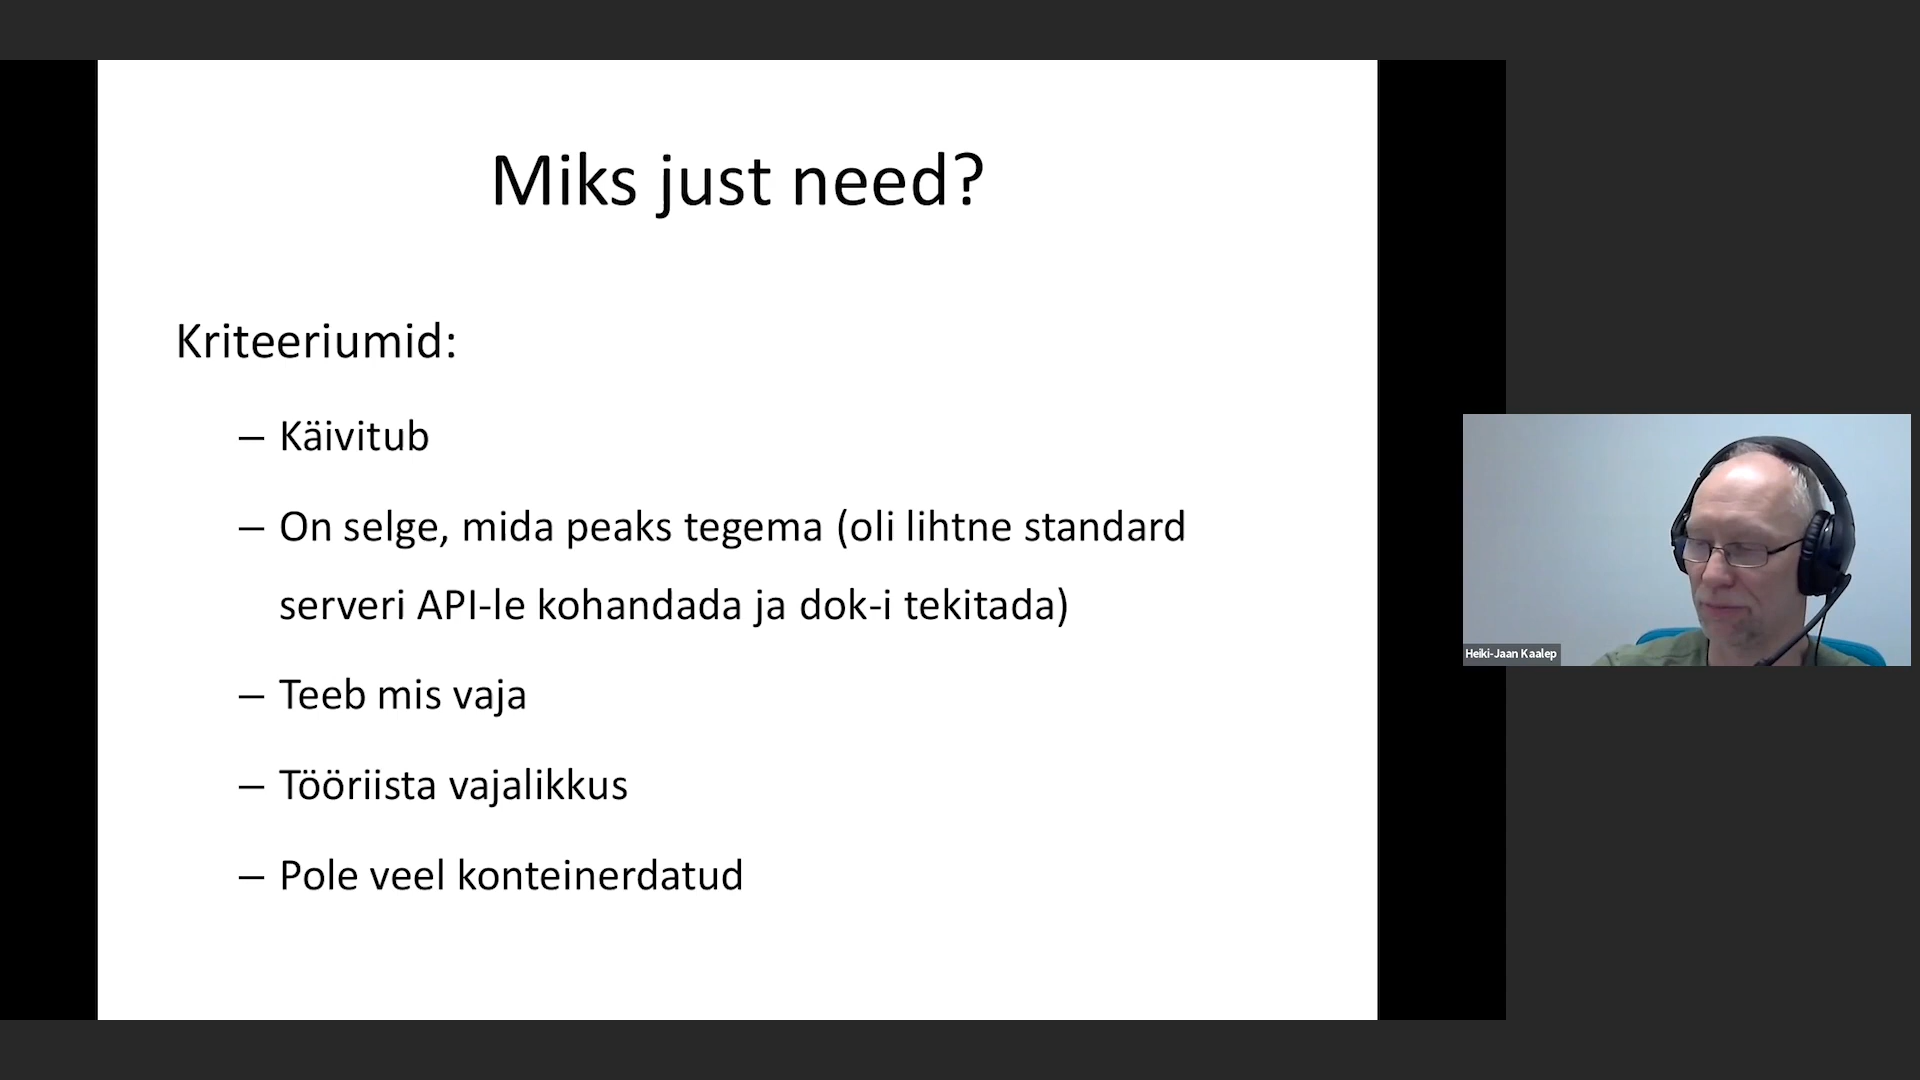 Miks just need?
Kriteeriumid:
– Käivitub
– On selge, mida peaks tegema (oli lihtne standard
serveri API-le kohandada ja dok-i tekitada)
– Teeb mis vaja
– Tööriista vajalikkus
– Pole veel konteinerdatud
Heiki-Jaan Kaalep